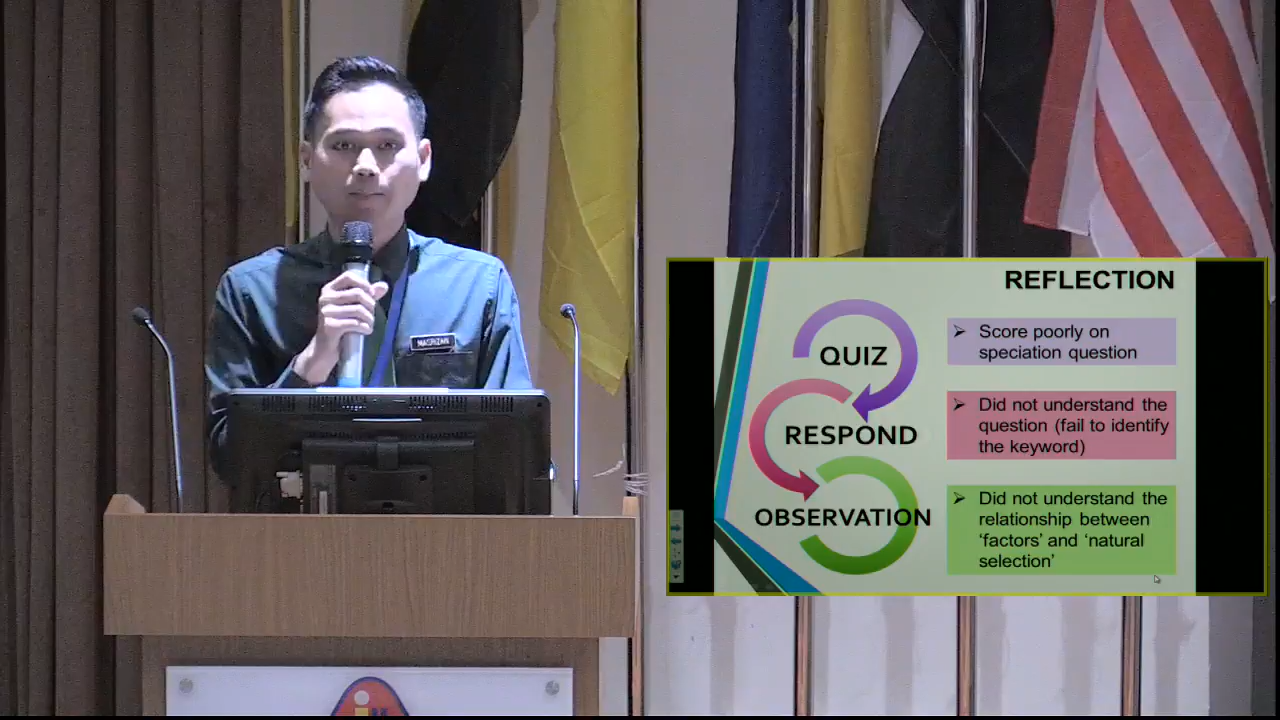 REFLECTION
QUIZ
➢ Score poorly on
speciation question
RESPOND
➢ Did not understand the
question (fail to identify
the keyword)
OBSERVATION
➢ Did not understand the
relationship between
‘factors’ and ‘natural
selection’